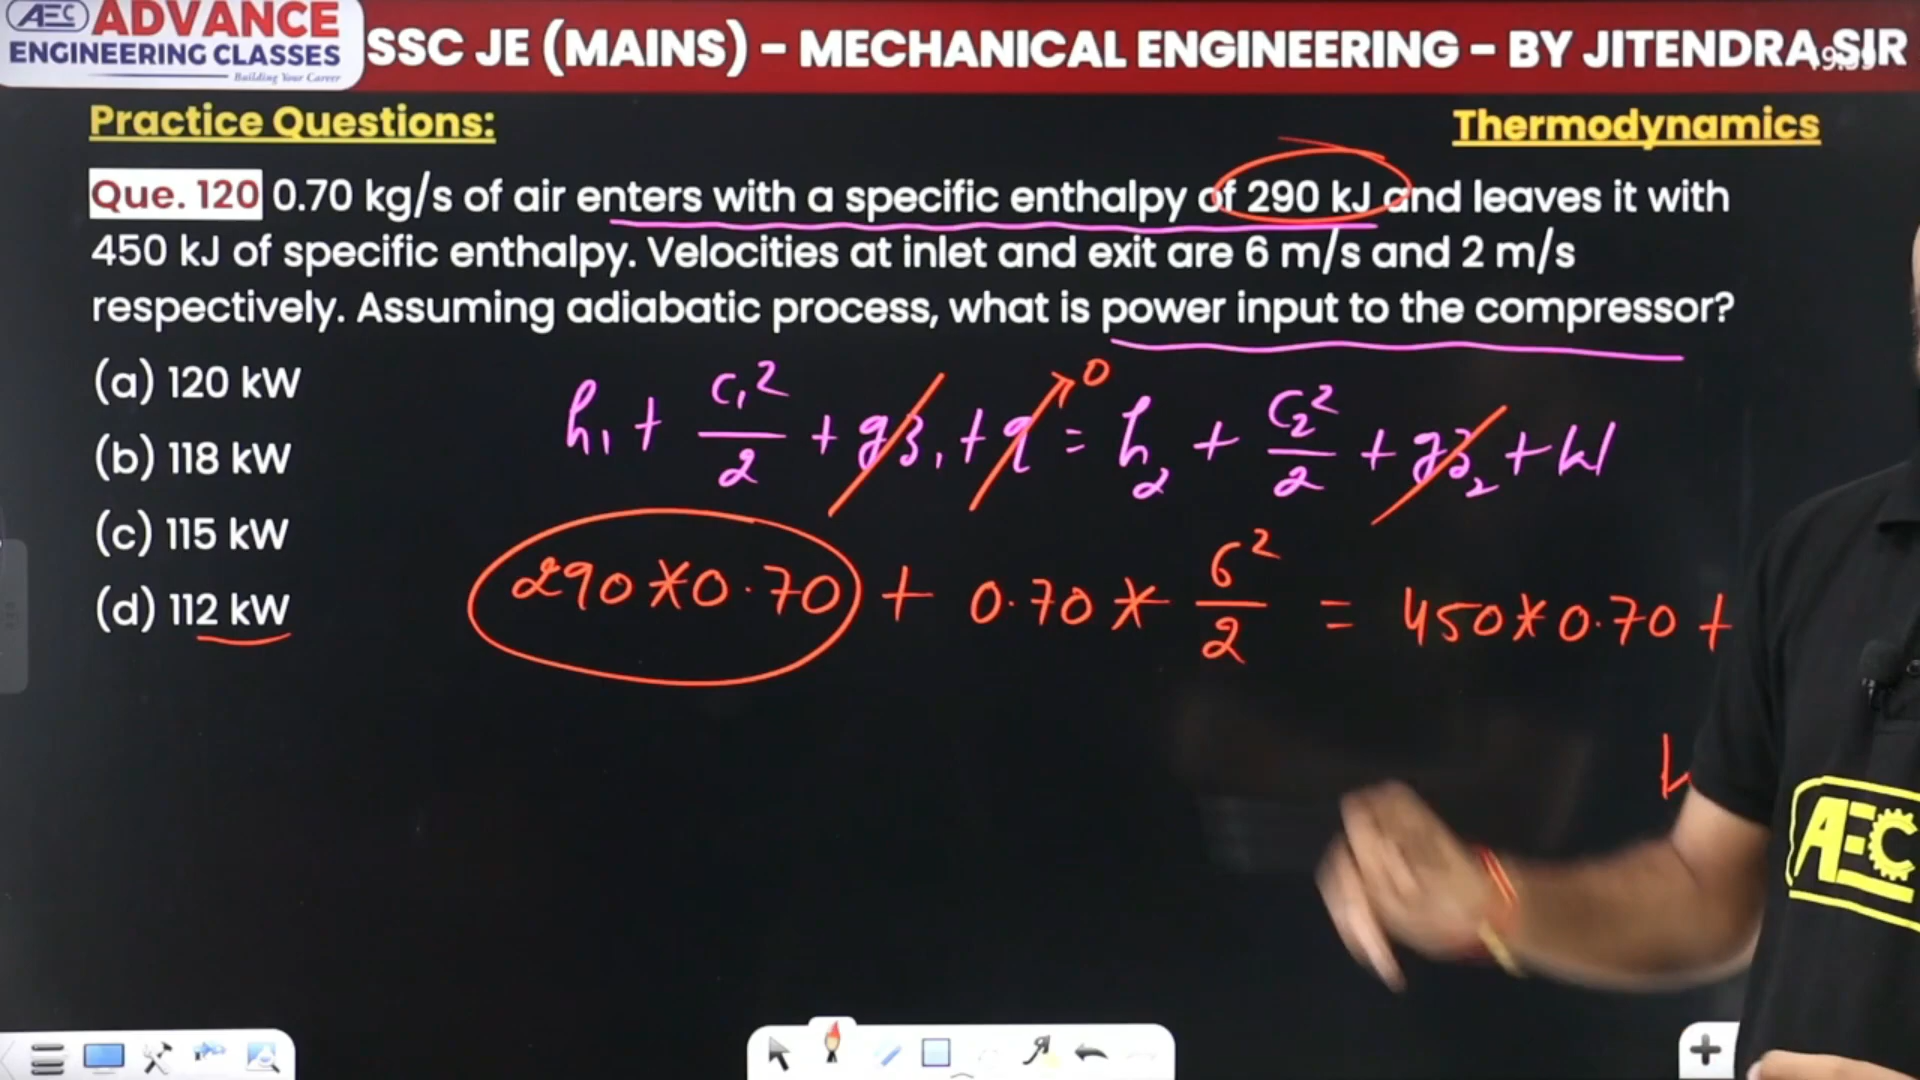 AEC ADVANCE
ENGINEERING CLASSES
Building Your Career
SSC JE (MAINS) - MECHANICAL ENGINEERING - BY JITENDRA SIR
Practice Questions:
Thermodynamics
Que. 120 0.70 kg/s of air enters with a specific enthalpy of 290 kJ and leaves it with
450 kJ of specific enthalpy. Velocities at inlet and exit are 6 m/s and 2 m/s
respectively. Assuming adiabatic process, what is power input to the compressor?
(a) 120 kW
(b) 118 kW
(c) 115 kW
(d) 112 kW
h₁ + c₁²/2 + gz₁ + q = h₂ + c₂²/2 + gz₂ + W
0
290*0.70 + 0.70 * 6²/2 = 450*0.70 +
AEC